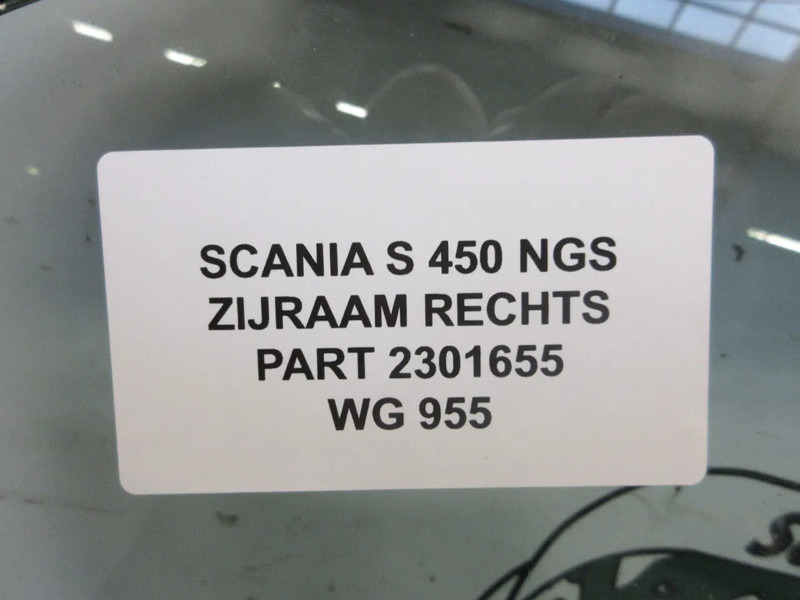 SCANIA S 450 NGS
ZIJRAAM RECHTS
PART 2301655
WG 955